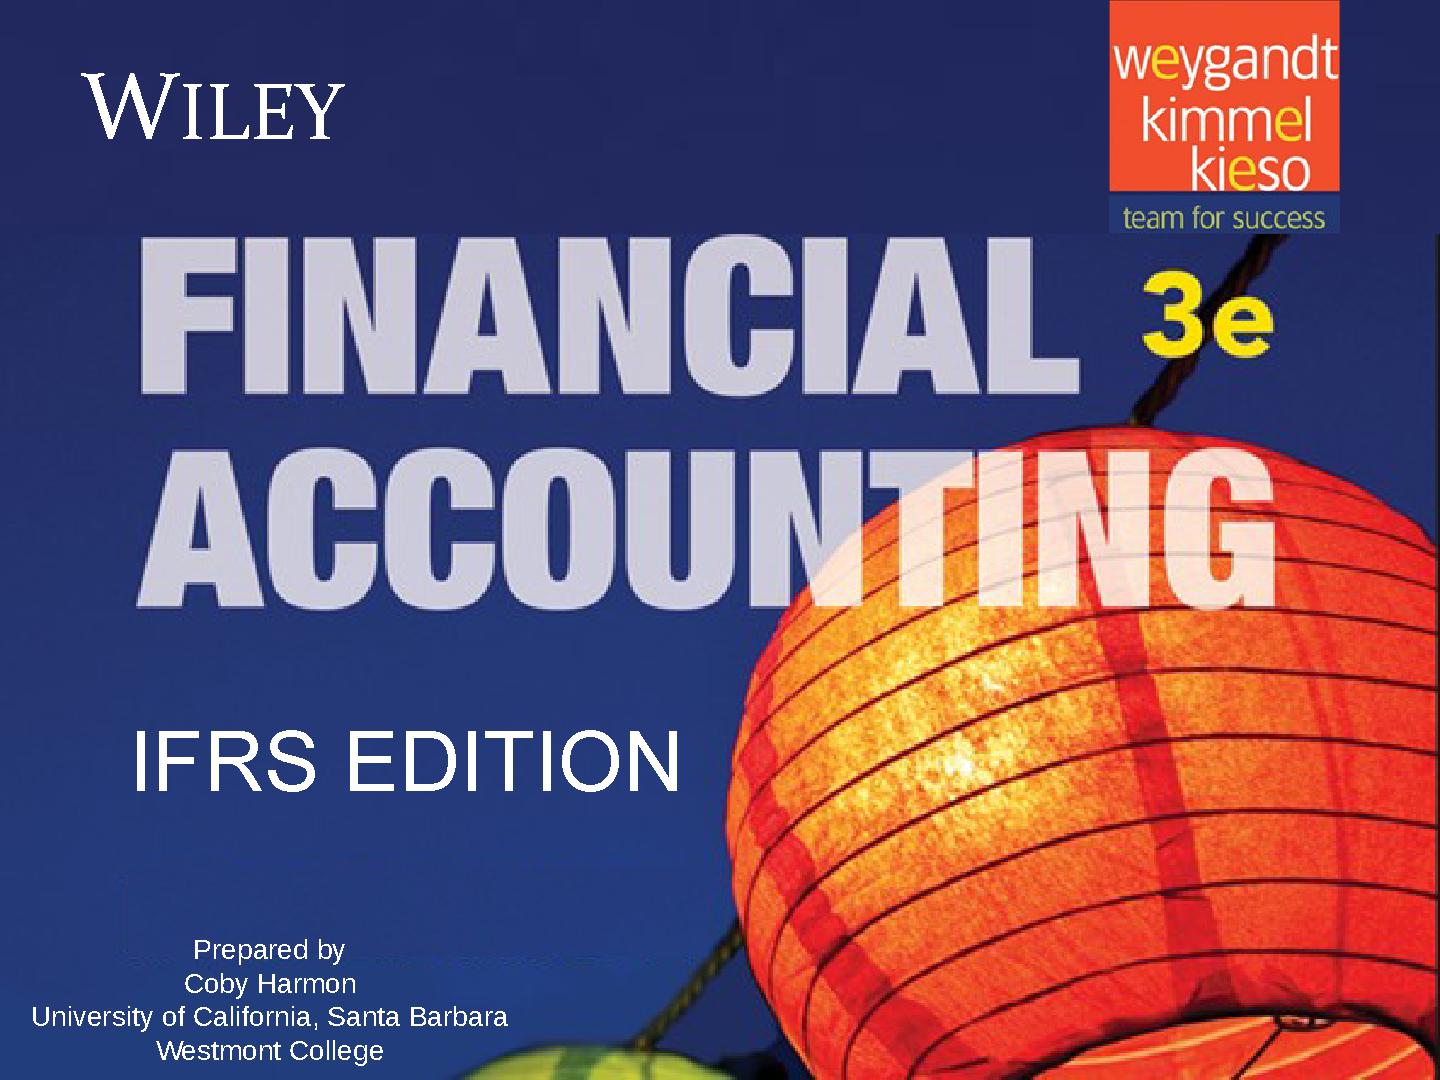 WILEY
weygandt
kimmel
kieso
team for success
FINANCIAL
3e
ACCOUNTING
IFRS EDITION
Prepared by
Coby Harmon
University of California, Santa Barbara
Westmont College